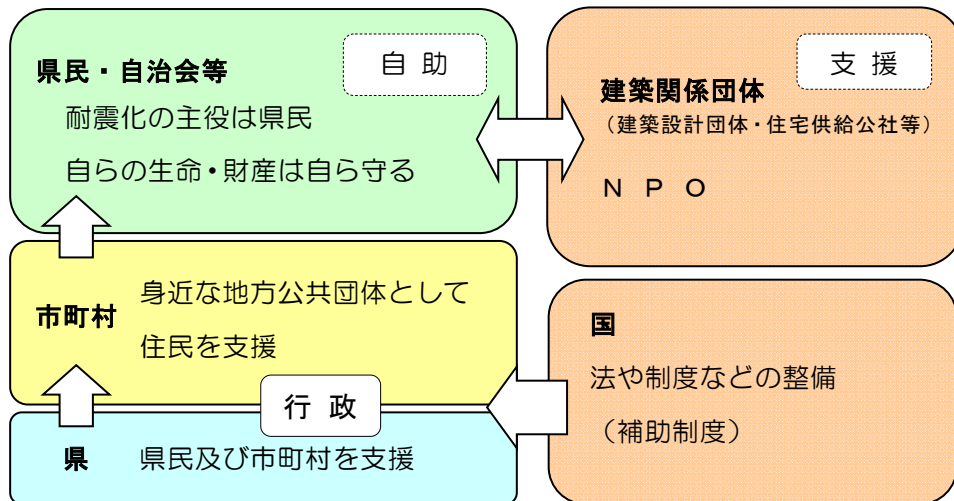 自 助
県民・自治会等
耐震化の主役は県民
自らの生命・財産は自ら守る
支 援
建築関係団体
（建築設計団体・住宅供給公社等）
Ｎ Ｐ Ｏ
市町村
身近な地方公共団体として
住民を支援
行 政
県
県民及び市町村を支援
国
法や制度などの整備
（補助制度）